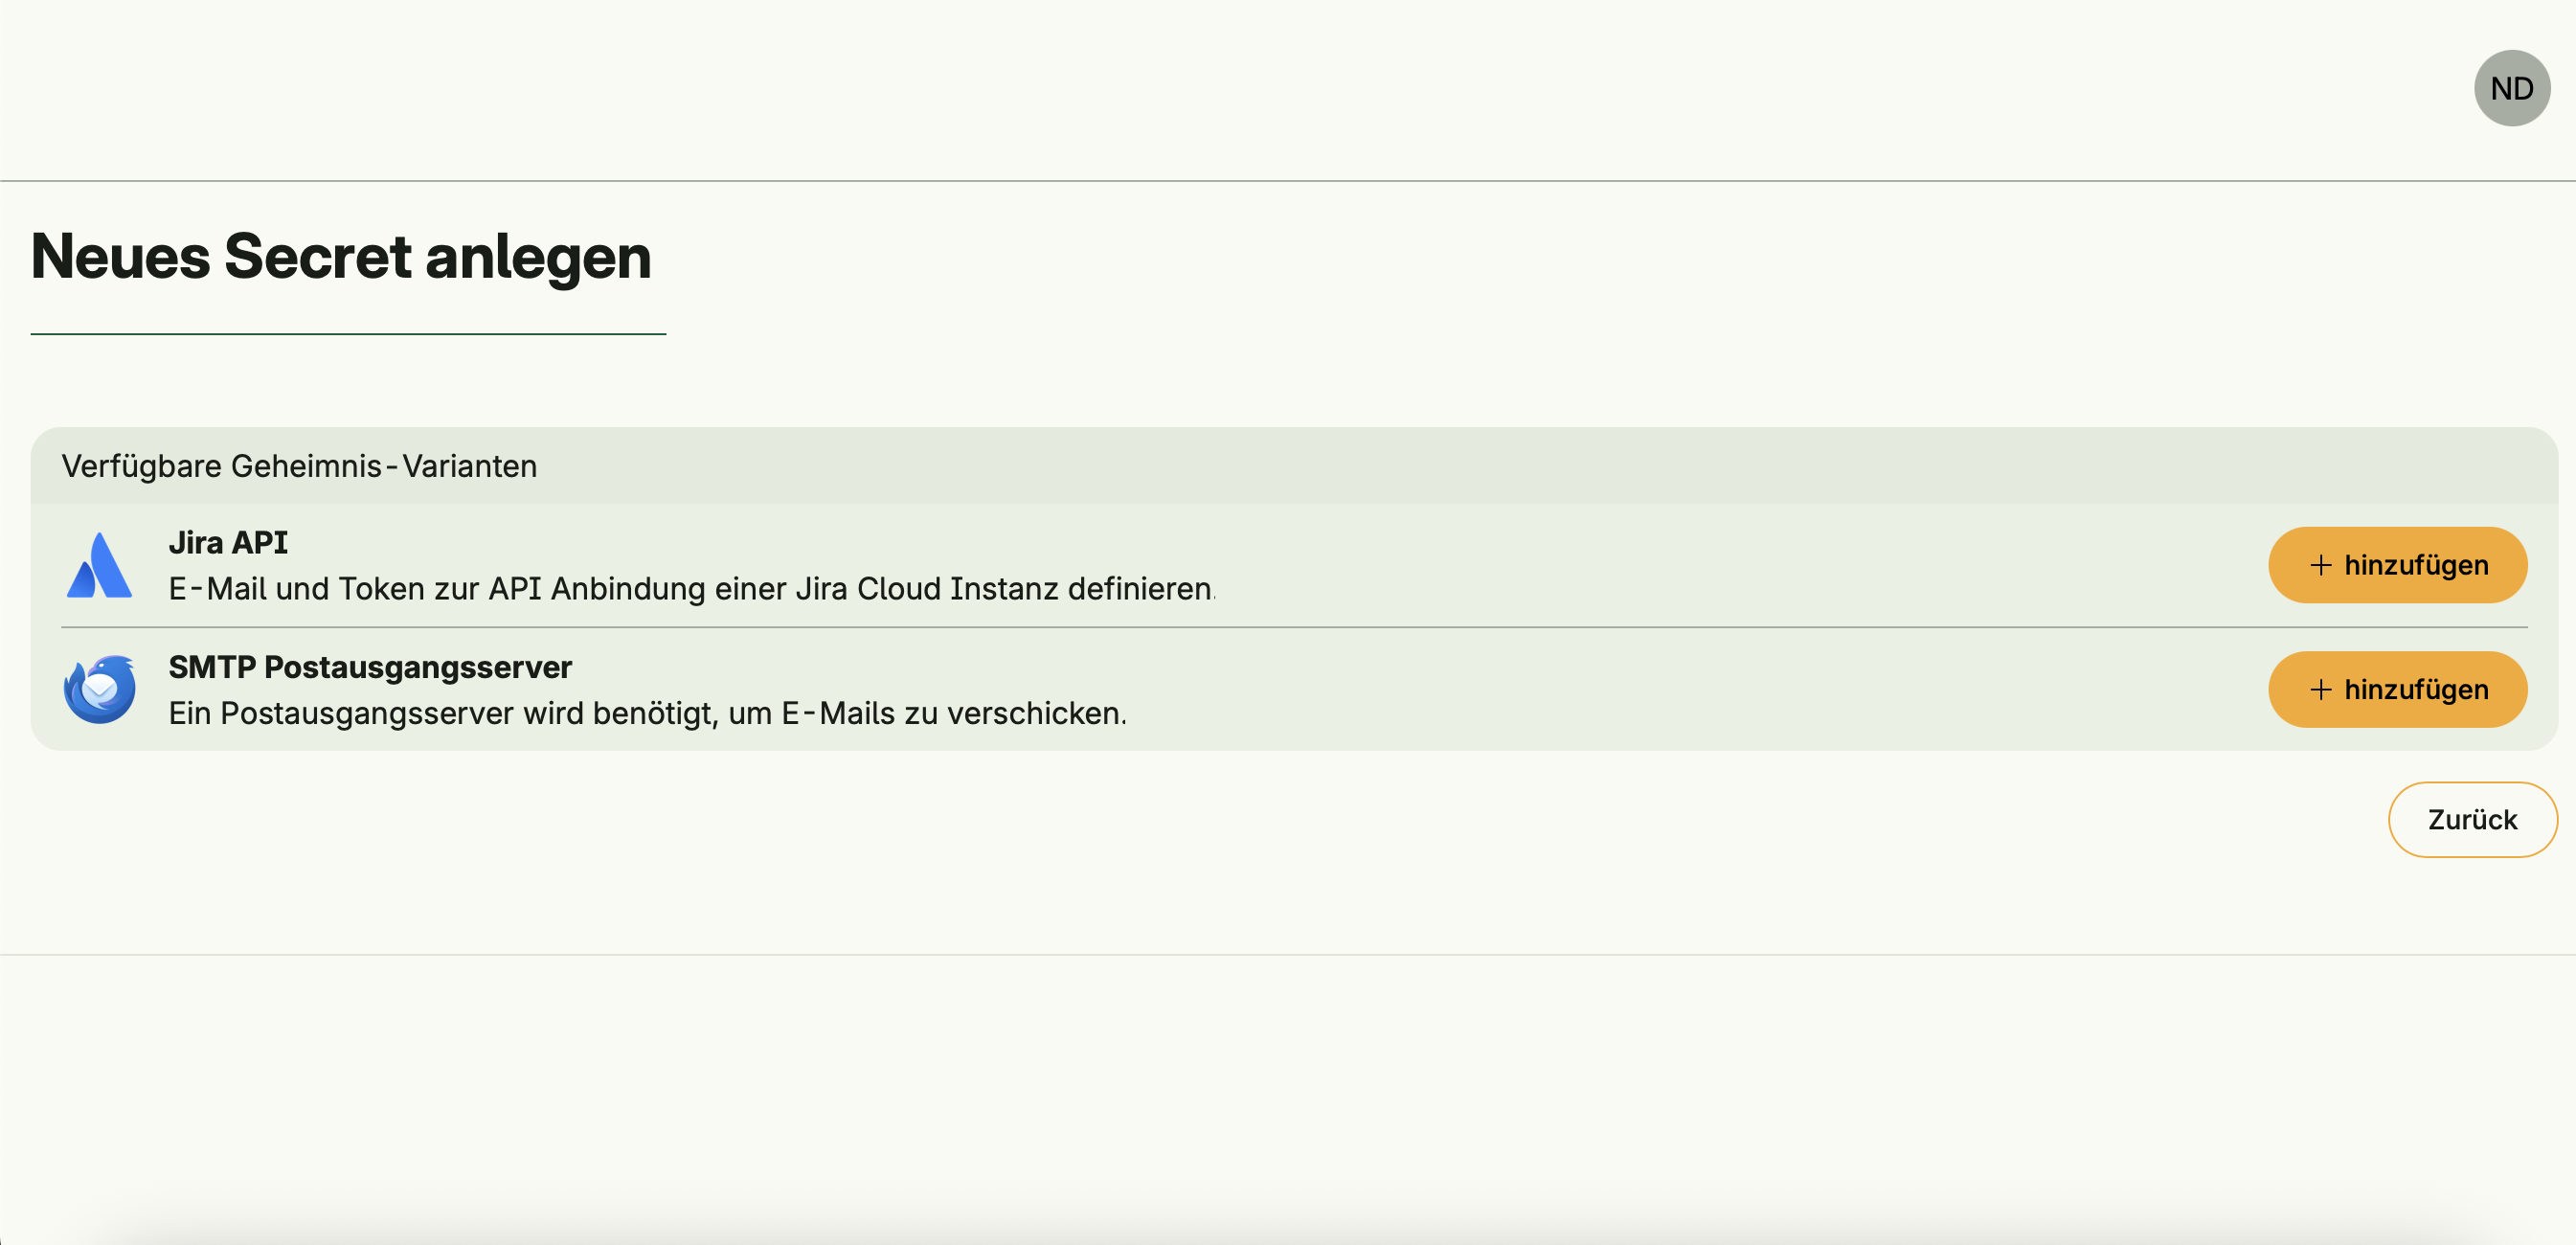 ND
Neues Secret anlegen
Verfügbare Geheimnis-Varianten
Jira API
E-Mail und Token zur API Anbindung einer Jira Cloud Instanz definieren.
+ hinzufügen
SMTP Postausgangsserver
Ein Postausgangsserver wird benötigt, um E-Mails zu verschicken.
+ hinzufügen
Zurück